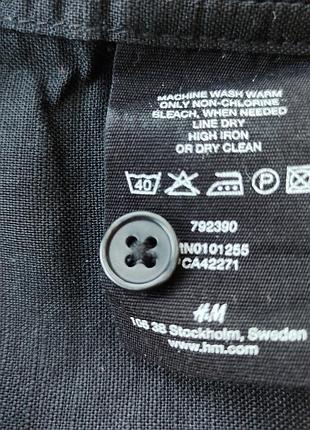 MACHINE WASH WARM
ONLY NON-CHLORINE
BLEACH, WHEN NEEDED
LINE DRY
HIGH IRON
OR DRY CLEAN
40 P
792390
RN0101255
CA42271
H&M
106 38 Stockholm, Sweden
www.hm.com